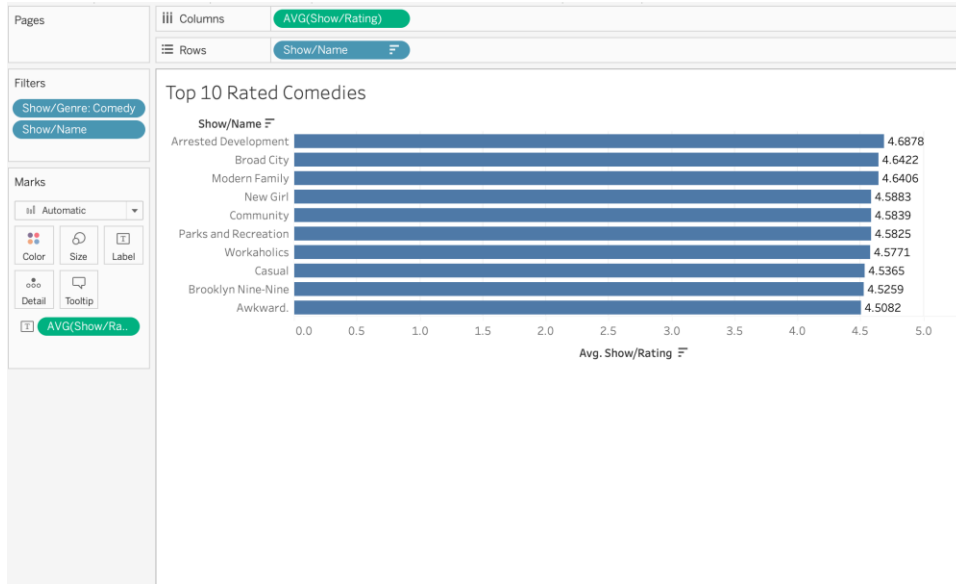 Pages
Columns
AVG(Show/Rating)
Rows
Show/Name
Filters
Show/Genre: Comedy
Show/Name
Marks
Automatic
Color Size Label
Detail Tooltip
AVG(Show/Ra..
Top 10 Rated Comedies
Show/Name
Arrested Development 4.6878
Broad City 4.6422
Modern Family 4.6406
New Girl 4.5883
Community 4.5839
Parks and Recreation 4.5825
Workaholics 4.5771
Casual 4.5365
Brooklyn Nine-Nine 4.5259
Awkward. 4.5082
0.0 0.5 1.0 1.5 2.0 2.5 3.0 3.5 4.0 4.5 5.0
Avg. Show/Rating